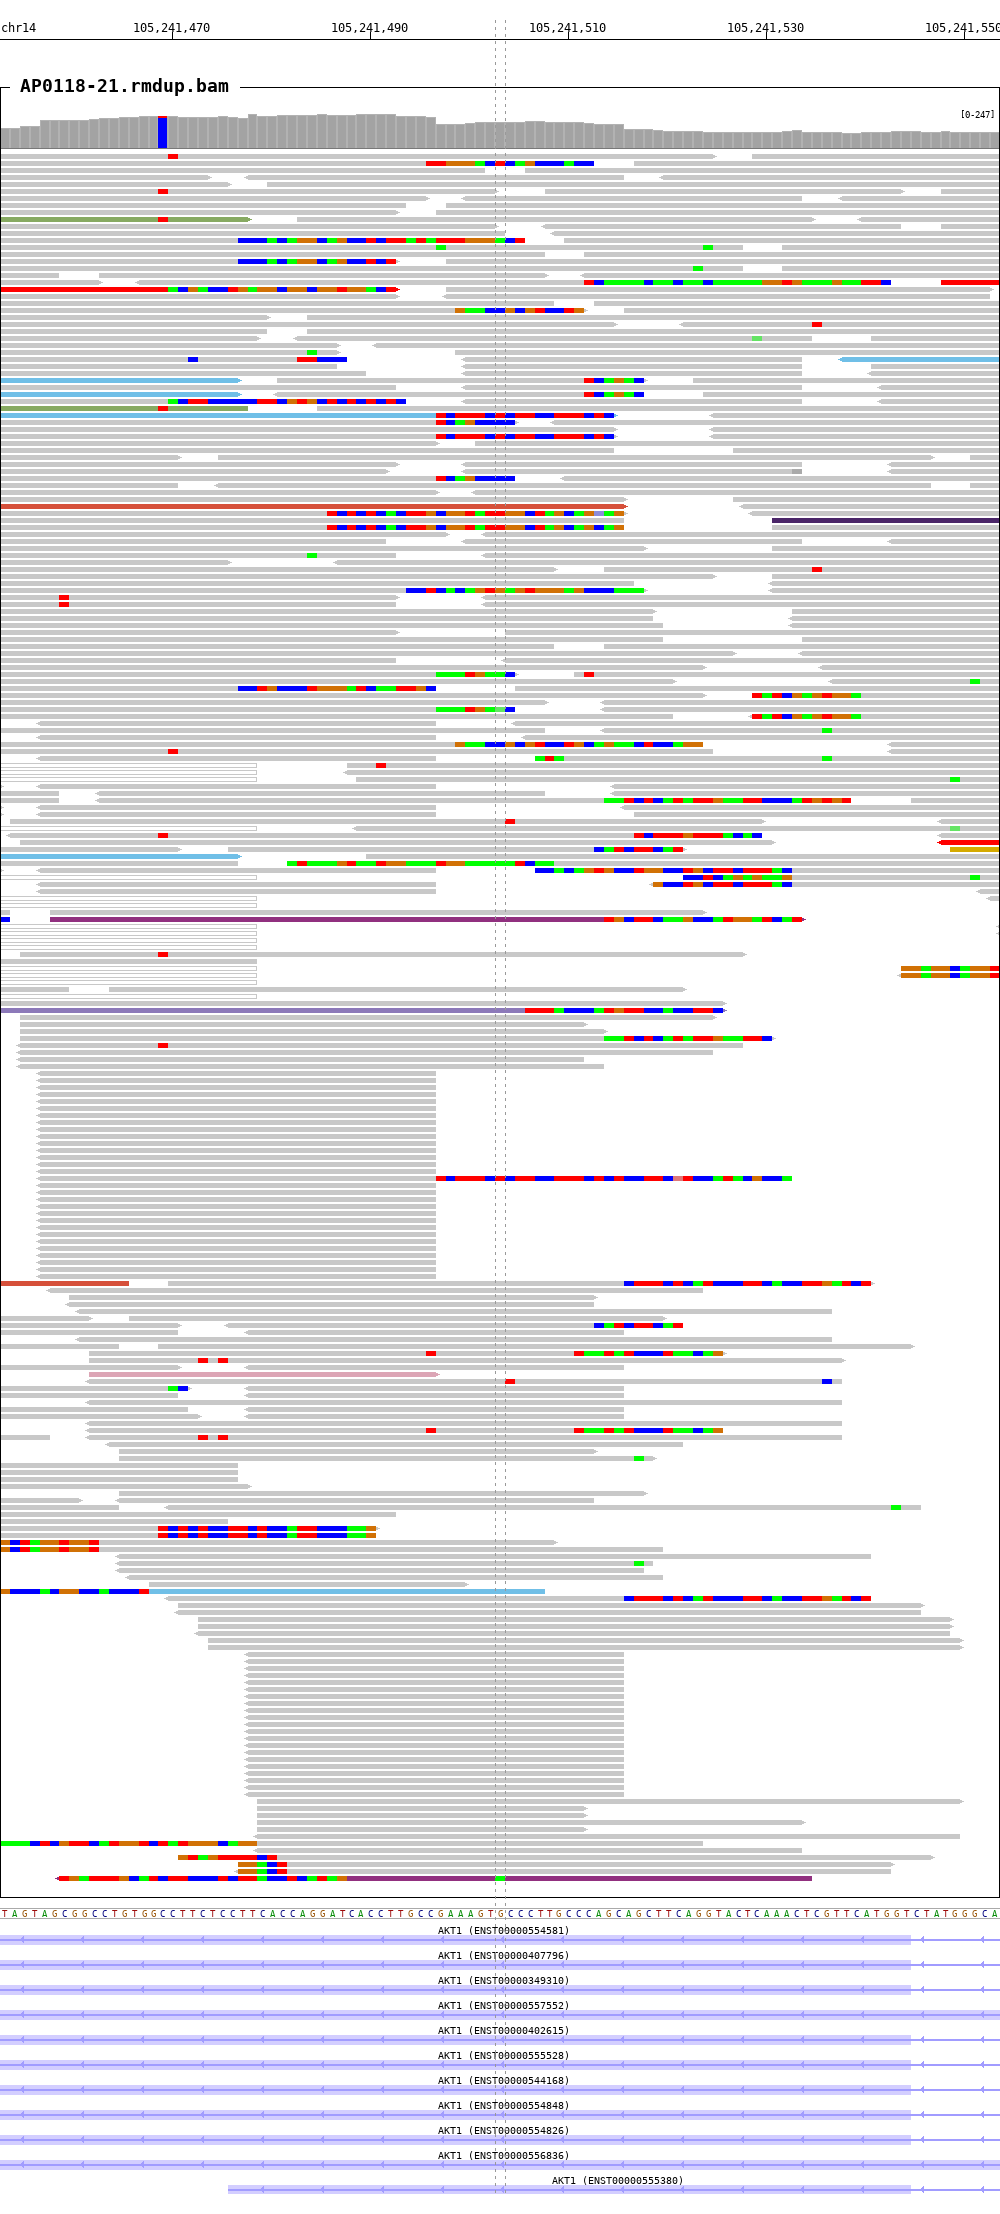 chr14 105,241,470 105,241,490 105,241,510 105,241,530 105,241,550
AP0118-21.rmdup.bam
[0-247]
TAGTAGCGGCCTGTGGCCTTCTCCTTCACCAGGATCACCTTGCCGAAAGTGCCCTTGCCCAGCAGCTTCAGGTACTCAAACTCGTTCATGGTCTATGGGCA
AKT1 (ENST00000554581)
AKT1 (ENST00000407796)
AKT1 (ENST00000349310)
AKT1 (ENST00000557552)
AKT1 (ENST00000402615)
AKT1 (ENST00000555528)
AKT1 (ENST00000544168)
AKT1 (ENST00000554848)
AKT1 (ENST00000554826)
AKT1 (ENST00000556836)
AKT1 (ENST00000555380)